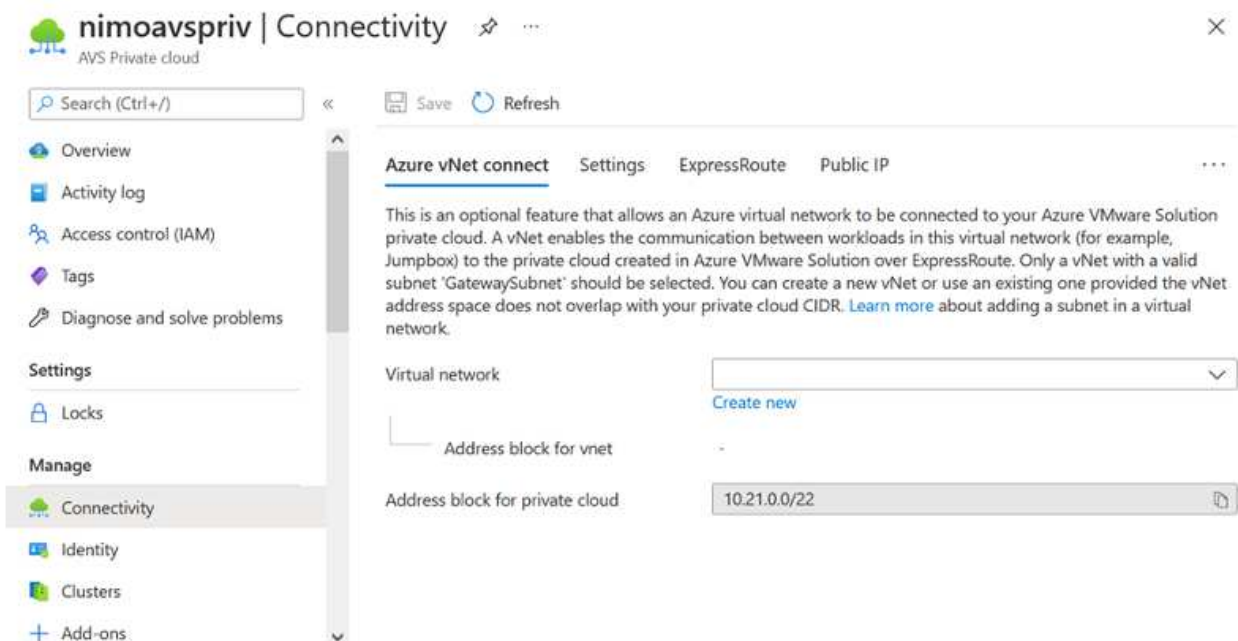 nimoavspriv | Connectivity ...
AVS Private cloud
Search (Ctrl+/)
«
Overview
Activity log
Access control (IAM)
Tags
Diagnose and solve problems
Settings
Locks
Manage
Connectivity
Identity
Clusters
Add-ons
Save Refresh
Azure vNet connect Settings ExpressRoute Public IP ...
This is an optional feature that allows an Azure virtual network to be connected to your Azure VMware Solution
private cloud. A vNet enables the communication between workloads in this virtual network (for example,
Jumpbox) to the private cloud created in Azure VMware Solution over ExpressRoute. Only a vNet with a valid
subnet 'GatewaySubnet' should be selected. You can create a new vNet or use an existing one provided the vNet
address space does not overlap with your private cloud CIDR. Learn more about adding a subnet in a virtual
network.
Virtual network
Create new
Address block for vnet -
Address block for private cloud 10.21.0.0/22